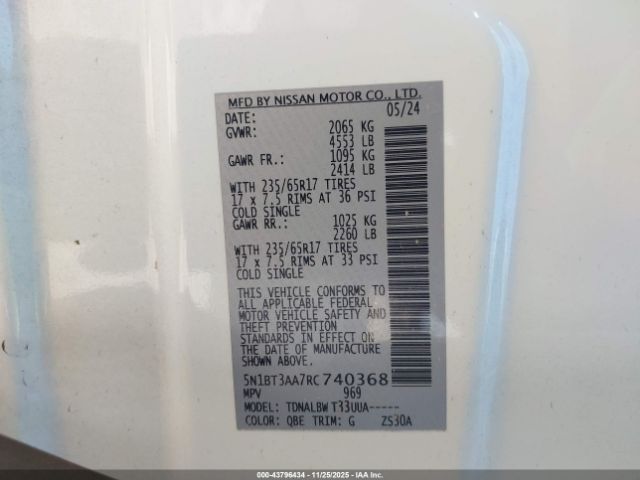 MFD BY NISSAN MOTOR CO., LTD.
DATE: 05/24
GVWR: 2065 KG
4553 LB
GAWR FR.: 1095 KG
2414 LB
WITH 235/65R17 TIRES
17 x 7.5 RIMS AT 36 PSI
COLD SINGLE
GAWR RR.: 1025 KG
2260 LB
WITH 235/65R17 TIRES
17 x 7.5 RIMS AT 33 PSI
COLD SINGLE
THIS VEHICLE CONFORMS TO
ALL APPLICABLE FEDERAL
MOTOR VEHICLE SAFETY AND
THEFT PREVENTION
STANDARDS IN EFFECT ON
THE DATE OF MANUFACTURE
SHOWN ABOVE.
5N1BT3AA7RC740368
MPV 969
MODEL: TDNALBW T33UUA-----
COLOR: QBE TRIM: G ZS30A
000-43796434 - 11/25/2025 - IAAI.COM